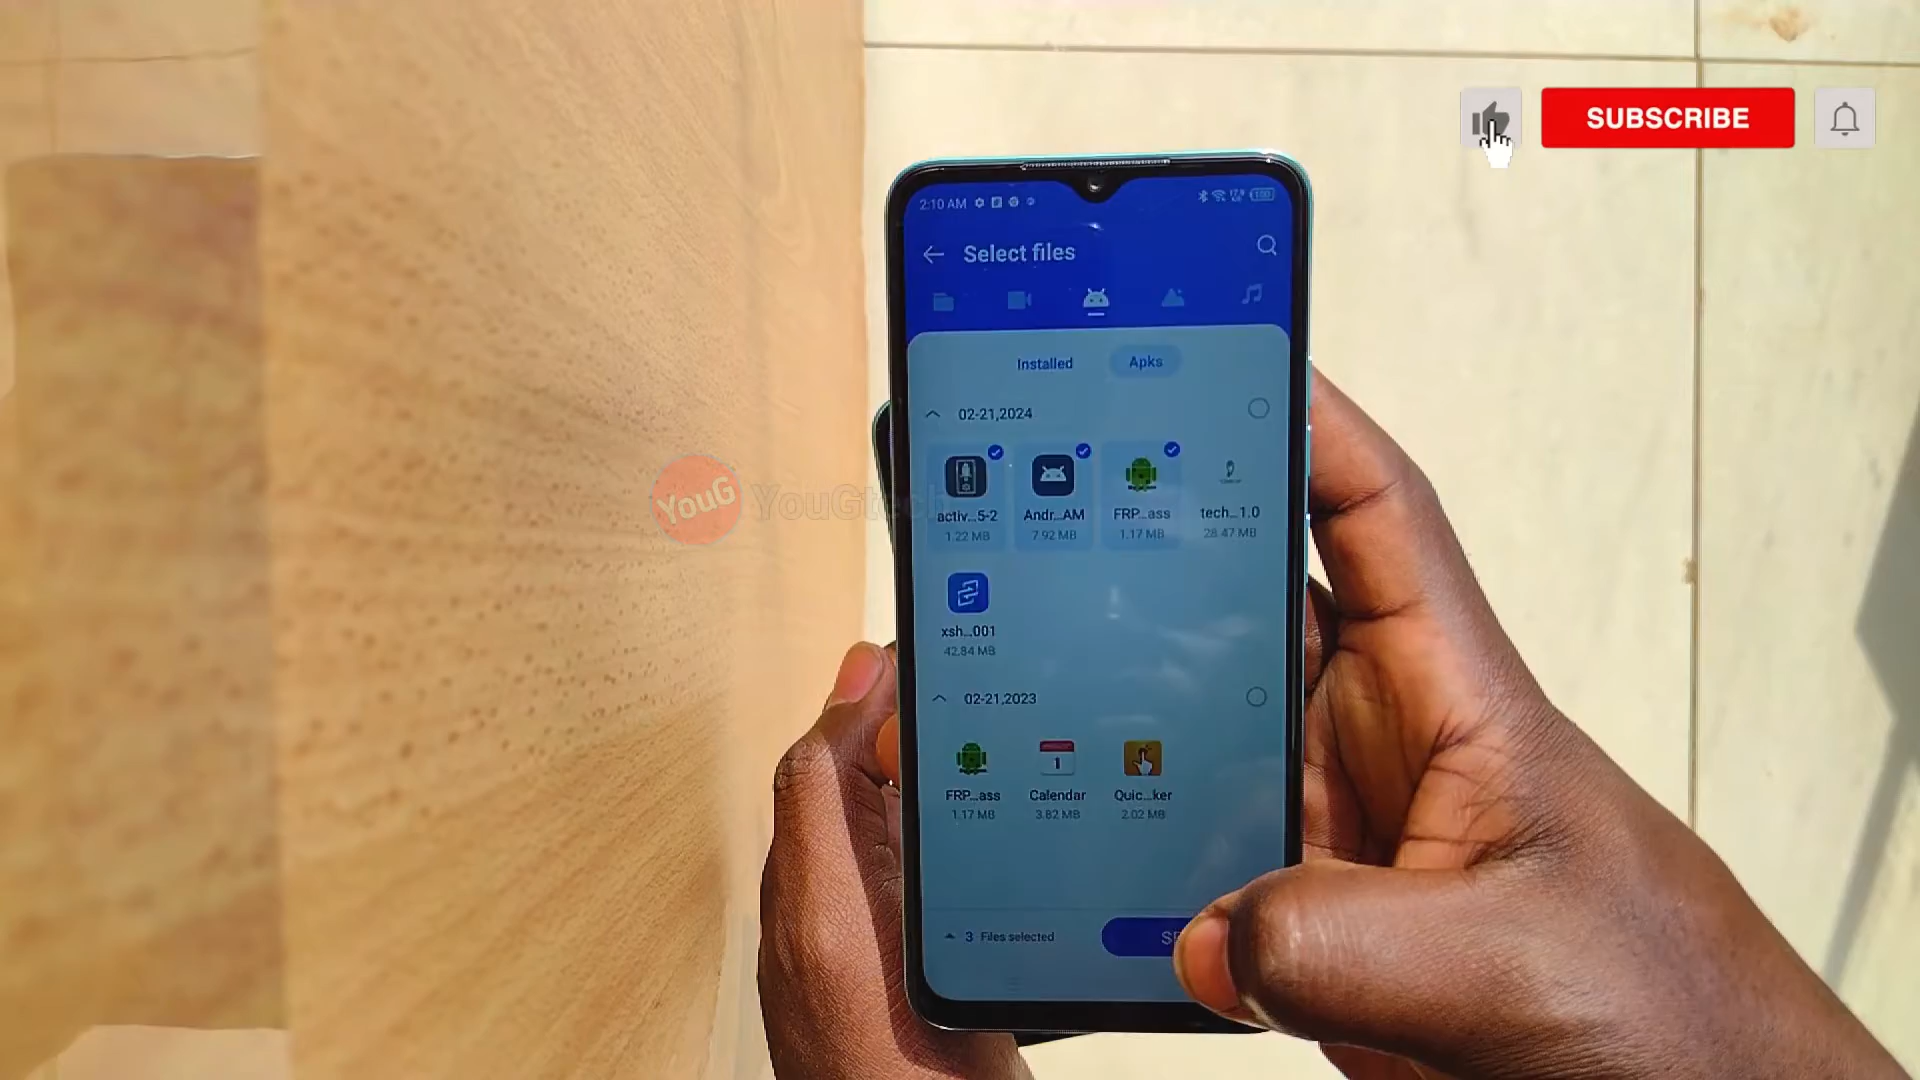 SUBSCRIBE
2:10 AM
Select files
Installed Apks
02-21,2024
activ...5-2 Andr...AM FRP...ass tech...1.0
1.22 MB 7.92 MB 1.17 MB 28.47 MB
YouG YouGtech
xsh...001
42.84 MB
02-21,2023
1
FRP...ass Calendar Quic...ker
1.17 MB 3.82 MB 2.02 MB
3 Files selected